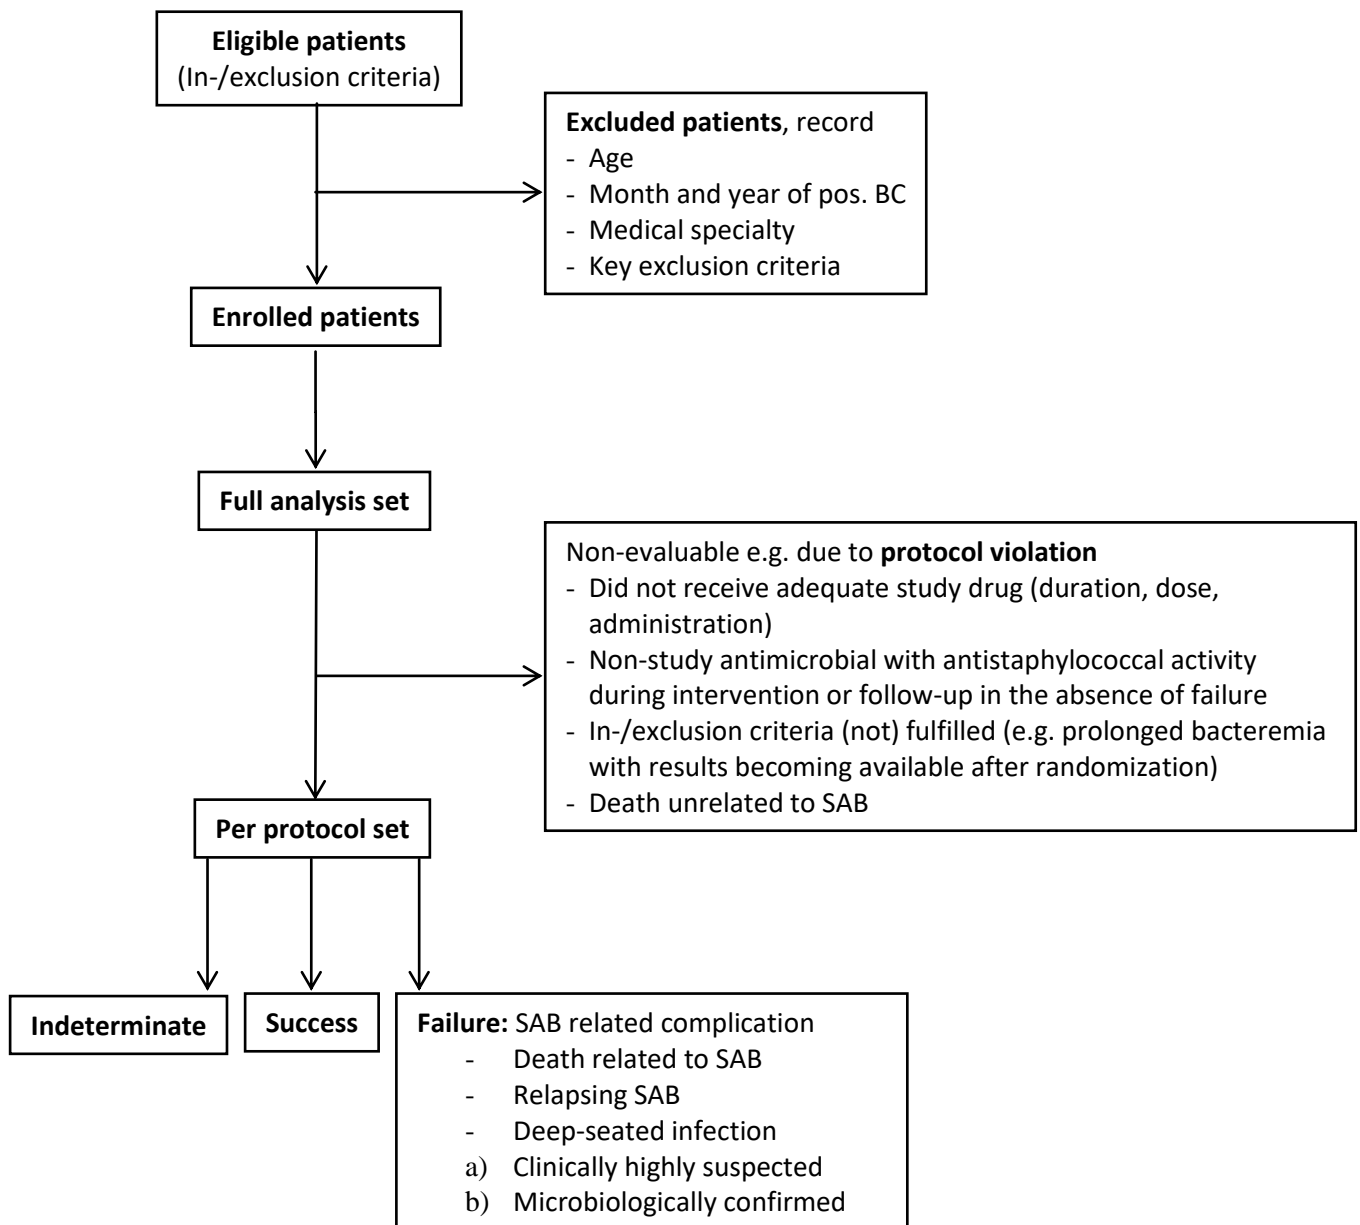 Eligible patients
(In-/exclusion criteria)
Excluded patients, record
- Age
- Month and year of pos. BC
- Medical specialty
- Key exclusion criteria
Enrolled patients
Full analysis set
Non-evaluable e.g. due to protocol violation
- Did not receive adequate study drug (duration, dose,
administration)
- Non-study antimicrobial with antistaphylococcal activity
during intervention or follow-up in the absence of failure
- In-/exclusion criteria (not) fulfilled (e.g. prolonged bacteremia
with results becoming available after randomization)
- Death unrelated to SAB
Per protocol set
Indeterminate
Success
Failure: SAB related complication
- Death related to SAB
- Relapsing SAB
- Deep-seated infection
a) Clinically highly suspected
b) Microbiologically confirmed